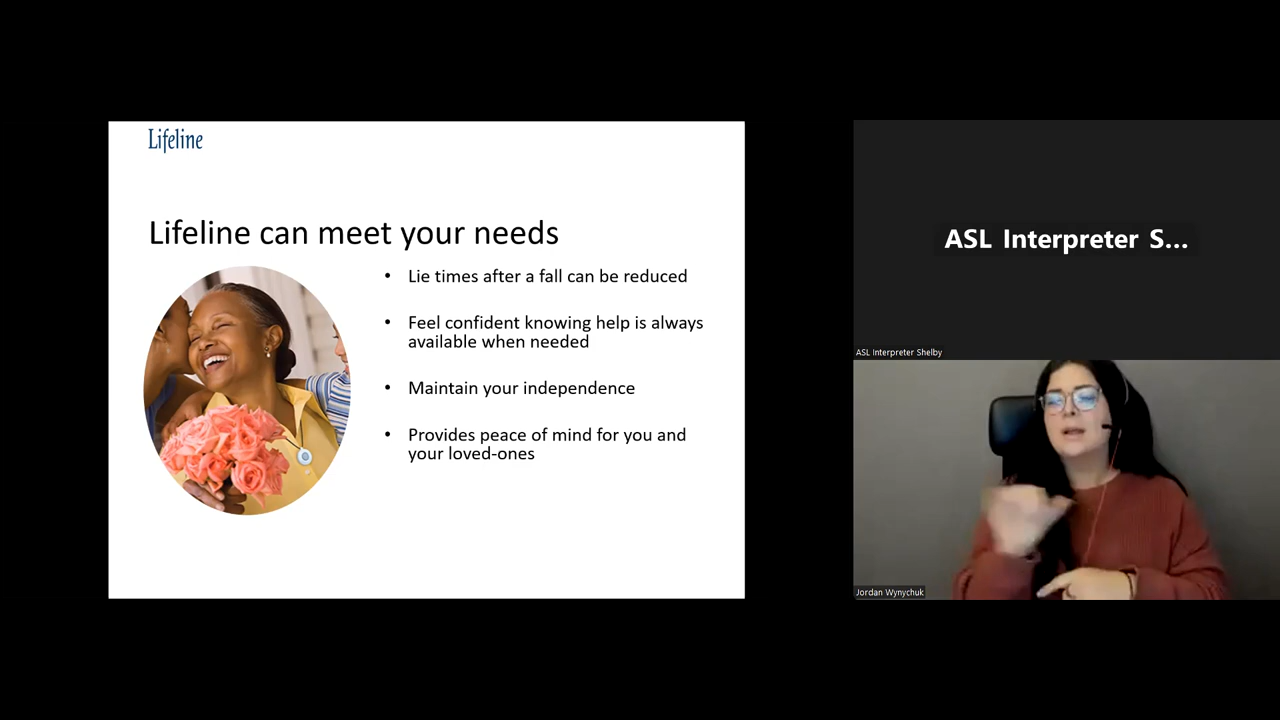 Lifeline
Lifeline can meet your needs
• Lie times after a fall can be reduced
• Feel confident knowing help is always
available when needed
• Maintain your independence
• Provides peace of mind for you and
your loved-ones
ASL Interpreter S...
ASL Interpreter Shelby
Jordan Wynychuk